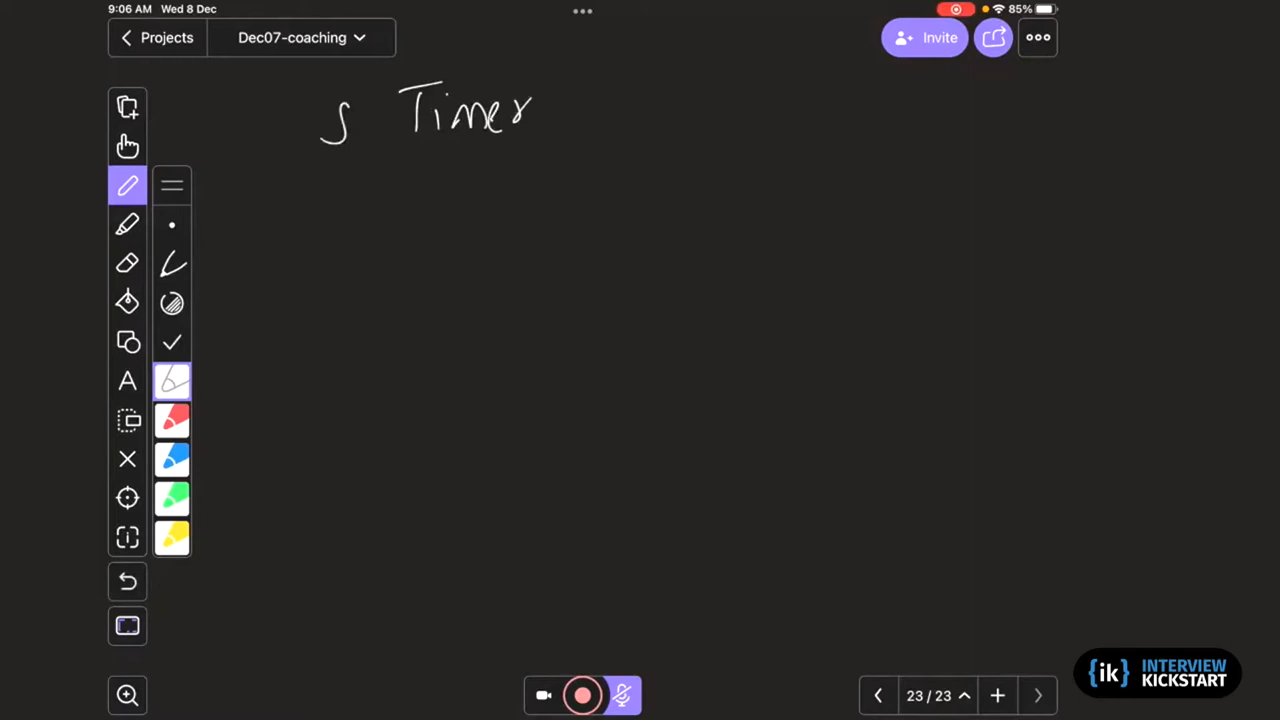 9:06 AM Wed 8 Dec
85%
Projects
Dec07-coaching
Invite
S Timer
A
23 / 23
{ik} INTERVIEW
KICKSTART